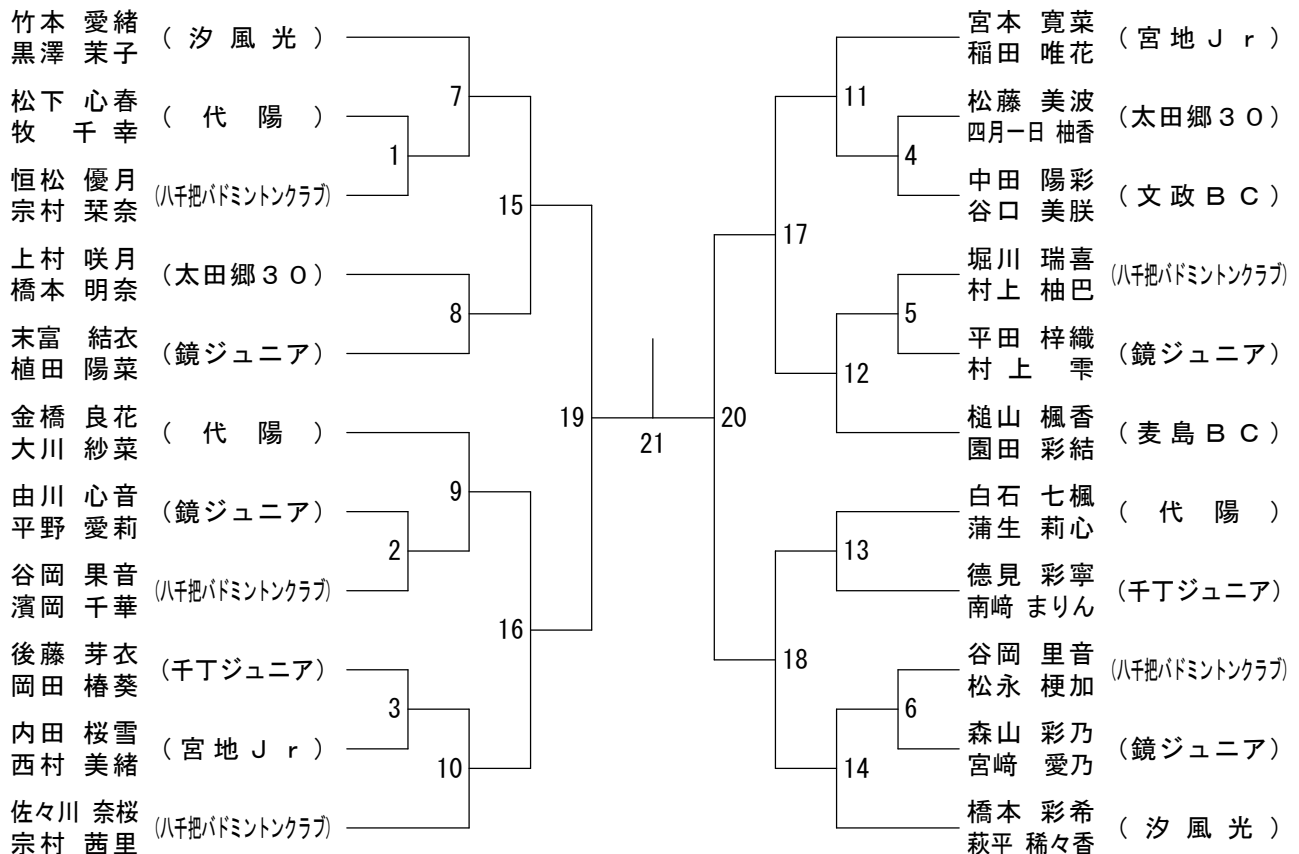 竹本 愛緒
黒澤 茉子
(汐風光)
松下 心春
牧 千幸
(代陽)
恒松 優月
宗村 栞奈
(八千把バドミントンクラブ)
上村 咲月
橋本 明奈
(太田郷30)
末富 結衣
植田 陽菜
(鏡ジュニア)
金橋 良花
大川 紗菜
(代陽)
由川 心音
平野 愛莉
(鏡ジュニア)
谷岡 果音
濱岡 千華
(八千把バドミントンクラブ)
後藤 芽衣
岡田 椿葵
(千丁ジュニア)
内田 桜雪
西村 美緒
(宮地Jr)
佐々川 奈桜
宗村 茜里
(八千把バドミントンクラブ)
7
1
15
8
19
9
2
16
3
10
21
20
11
4
17
5
12
13
18
6
14
宮本 寛菜
稲田 唯花
(宮地Jr)
松藤 美波
四月一日 柚香
(太田郷30)
中田 陽彩
谷口 美朕
(文政BC)
堀川 瑞喜
村上 柚巴
(八千把バドミントンクラブ)
平田 梓織
村上 雫
(鏡ジュニア)
槌山 楓香
園田 彩結
(麦島BC)
白石 七楓
蒲生 莉心
(代陽)
德見 彩寧
南﨑 まりん
(千丁ジュニア)
谷岡 里音
松永 梗加
(八千把バドミントンクラブ)
森山 彩乃
宮﨑 愛乃
(鏡ジュニア)
橋本 彩希
萩平 稀々香
(汐風光)